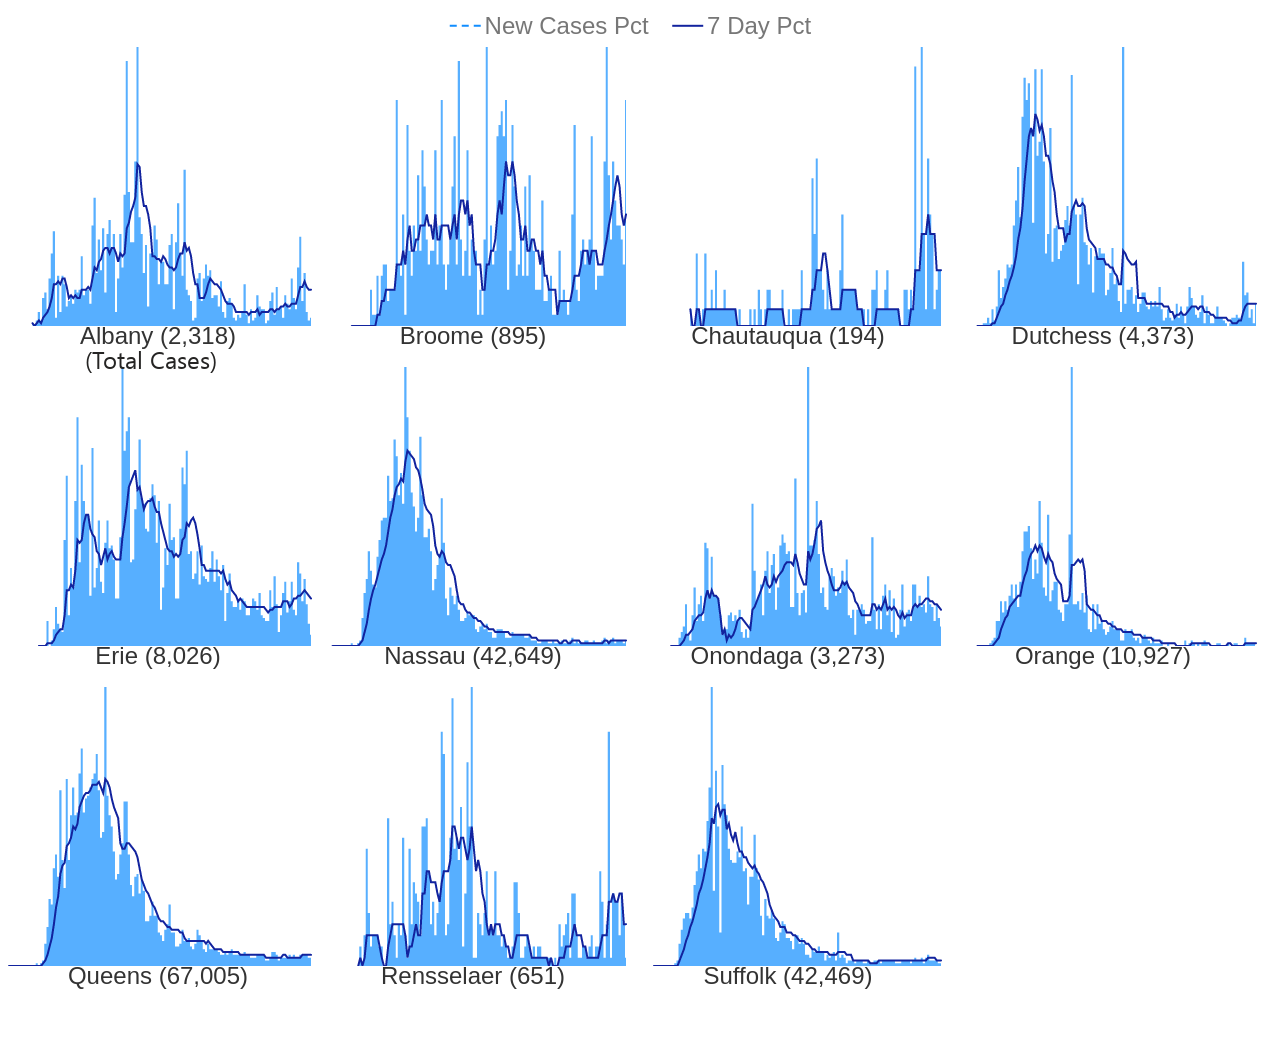 New Cases Pct 7 Day Pct
Albany (2,318) Broome (895) Chautauqua (194) Dutchess (4,373)
(Total Cases)
Erie (8,026) Nassau (42,649) Onondaga (3,273) Orange (10,927)
Queens (67,005) Rensselaer (651) Suffolk (42,469)